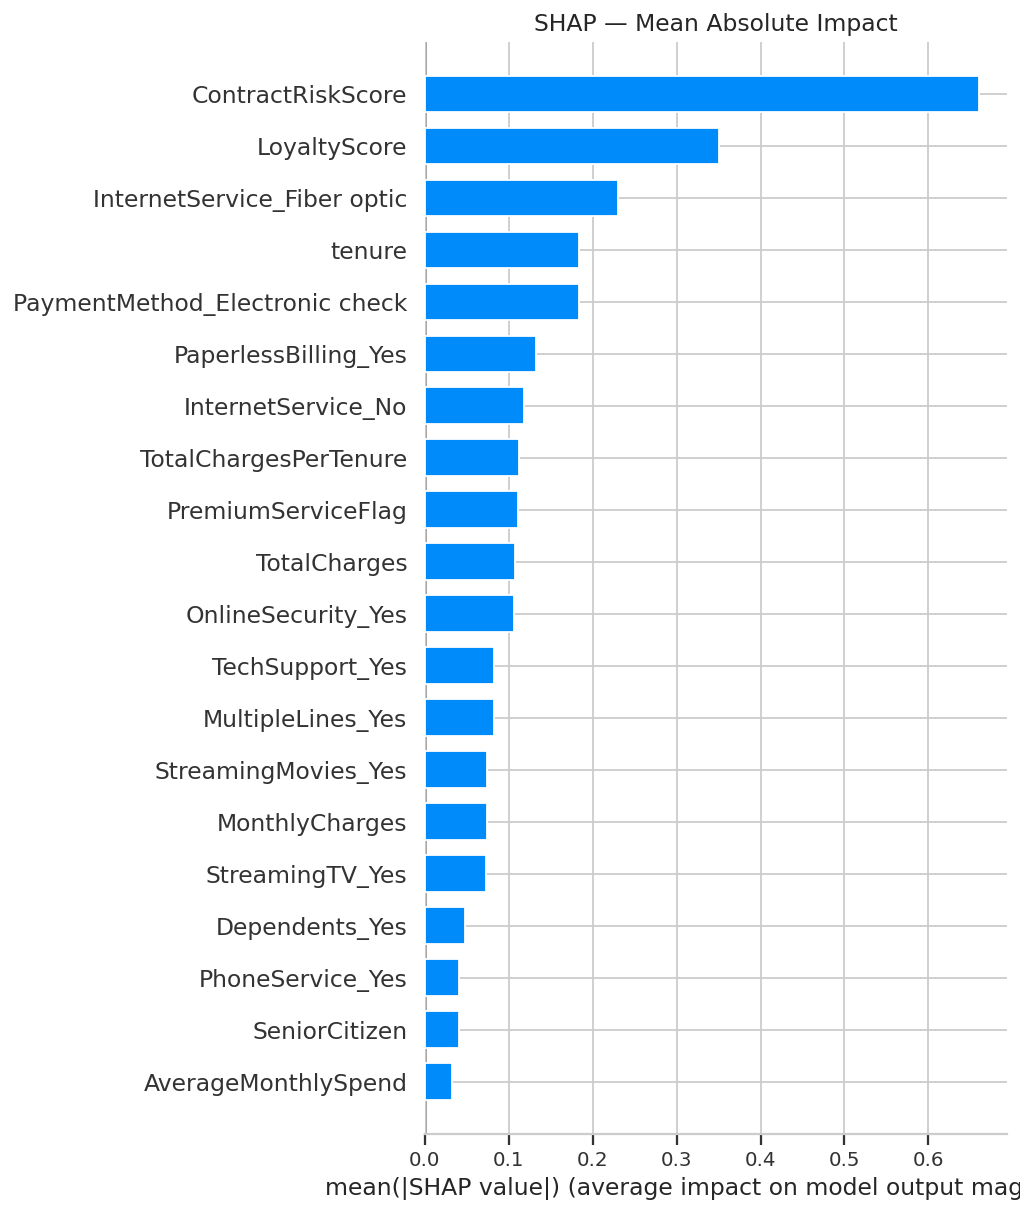 SHAP — Mean Absolute Impact
ContractRiskScore
LoyaltyScore
InternetService_Fiber optic
tenure
PaymentMethod_Electronic check
PaperlessBilling_Yes
InternetService_No
TotalChargesPerTenure
PremiumServiceFlag
TotalCharges
OnlineSecurity_Yes
TechSupport_Yes
MultipleLines_Yes
StreamingMovies_Yes
MonthlyCharges
StreamingTV_Yes
Dependents_Yes
PhoneService_Yes
SeniorCitizen
AverageMonthlySpend
0.0 0.1 0.2 0.3 0.4 0.5 0.6
mean(|SHAP value|) (average impact on model output mag